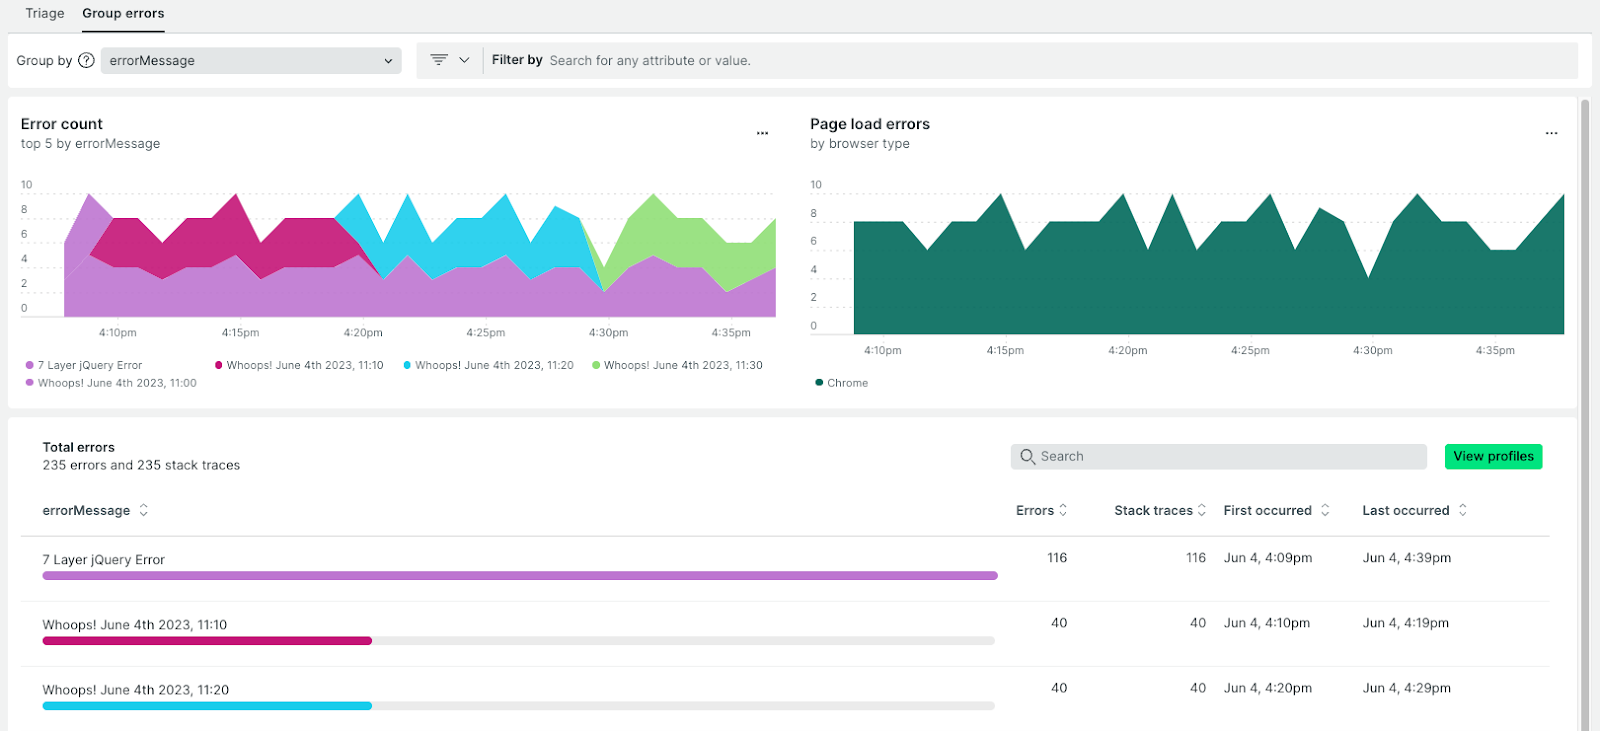 Triage Group errors
Group by ? errorMessage Filter by Search for any attribute or value.
Error count
top 5 by errorMessage
...
10
8
6
4
2
0
4:10pm 4:15pm 4:20pm 4:25pm 4:30pm 4:35pm
7 Layer jQuery Error Whoops! June 4th 2023, 11:10 Whoops! June 4th 2023, 11:20 Whoops! June 4th 2023, 11:30
Whoops! June 4th 2023, 11:00
Page load errors
by browser type
...
10
8
6
4
2
0
4:10pm 4:15pm 4:20pm 4:25pm 4:30pm 4:35pm
Chrome
Total errors
235 errors and 235 stack traces
Search View profiles
errorMessage Errors Stack traces First occurred Last occurred
7 Layer jQuery Error 116 116 Jun 4, 4:09pm Jun 4, 4:39pm
Whoops! June 4th 2023, 11:10 40 40 Jun 4, 4:10pm Jun 4, 4:19pm
Whoops! June 4th 2023, 11:20 40 40 Jun 4, 4:20pm Jun 4, 4:29pm